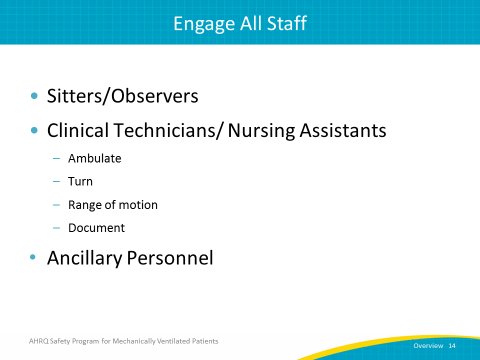 Engage All Staff
• Sitters/Observers
• Clinical Technicians/ Nursing Assistants
– Ambulate
– Turn
– Range of motion
– Document
• Ancillary Personnel
AHRQ Safety Program for Mechanically Ventilated Patients
Overview 14